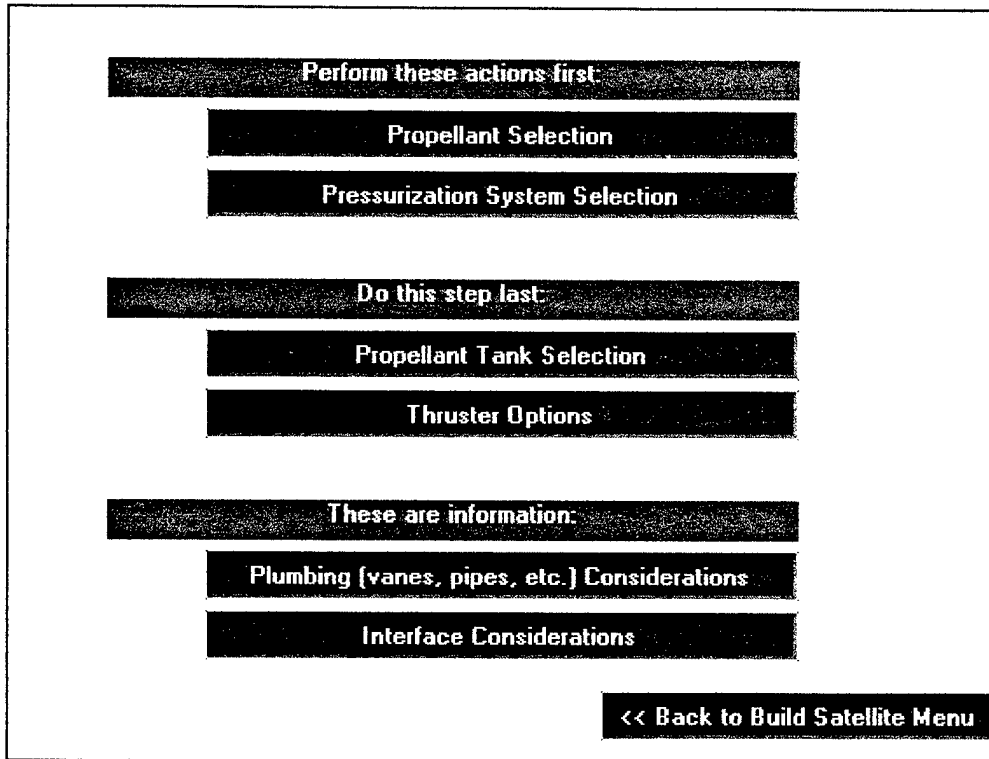 Perform these actions first:
Propellant Selection
Pressurization System Selection
Do this step last:
Propellant Tank Selection
Thruster Options
These are information:
Plumbing (vanes, pipes, etc.) Considerations
Interface Considerations
<< Back to Build Satellite Menu